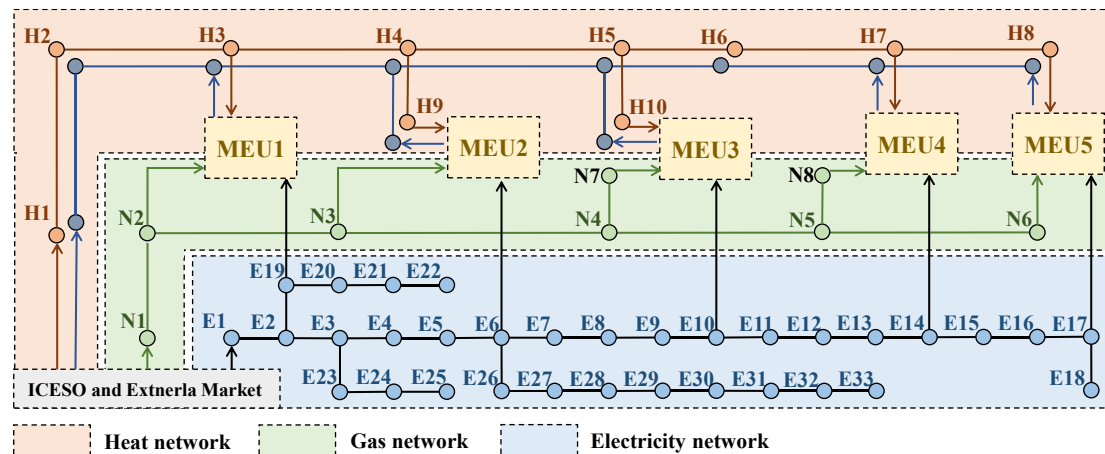 H2 H3 H4 H5 H6 H7 H8
H9 H10
MEU1 MEU2 MEU3 MEU4 MEU5
N7 N8
H1 N2 N3 N4 N5 N6
E19 E20 E21 E22
N1 E1 E2 E3 E4 E5 E6 E7 E8 E9 E10 E11 E12 E13 E14 E15 E16 E17
E23 E24 E25 E26 E27 E28 E29 E30 E31 E32 E33 E18
ICESO and Extnerla Market
Heat network Gas network Electricity network